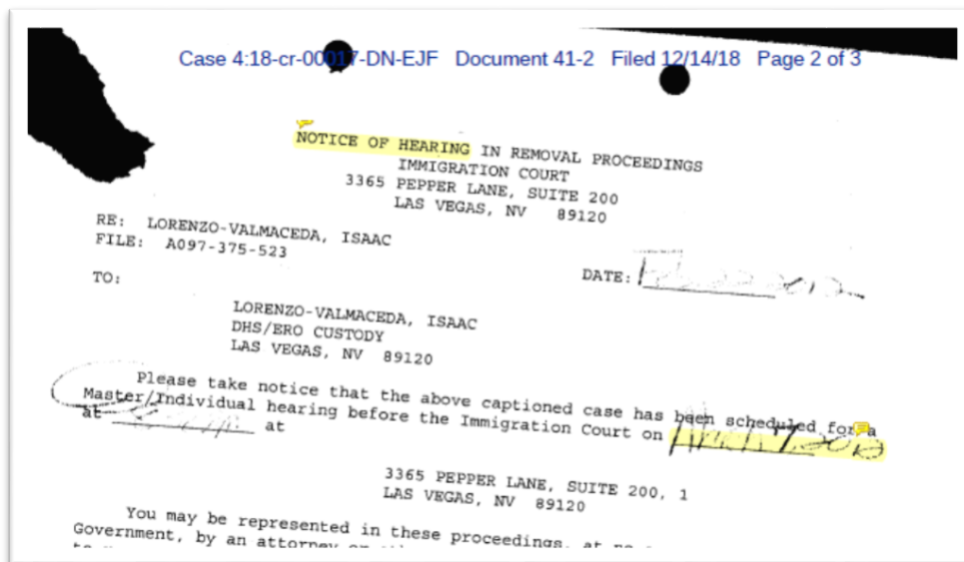 Case 4:18-cr-00017-DN-EJF Document 41-2 Filed 12/14/18 Page 2 of 3
NOTICE OF HEARING IN REMOVAL PROCEEDINGS
IMMIGRATION COURT
3365 PEPPER LANE, SUITE 200
LAS VEGAS, NV 89120
RE: LORENZO-VALMACEDA, ISAAC
FILE: A097-375-523
DATE:
TO:
LORENZO-VALMACEDA, ISAAC
DHS/ERO CUSTODY
LAS VEGAS, NV 89120
Please take notice that the above captioned case has been scheduled for a
Master/Individual hearing before the Immigration Court on
at at
3365 PEPPER LANE, SUITE 200, 1
LAS VEGAS, NV 89120
You may be represented in these proceedings, at no
Government, by an attorney